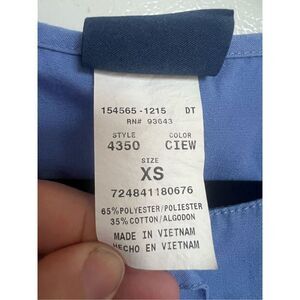 154565-1215 DT
RN# 93643
STYLE COLOR
4350 CIEW
SIZE
XS
724841180676
65% POLYESTER/POLIESTER
35% COTTON/ALGODON
MADE IN VIETNAM
HECHO EN VIETNAM